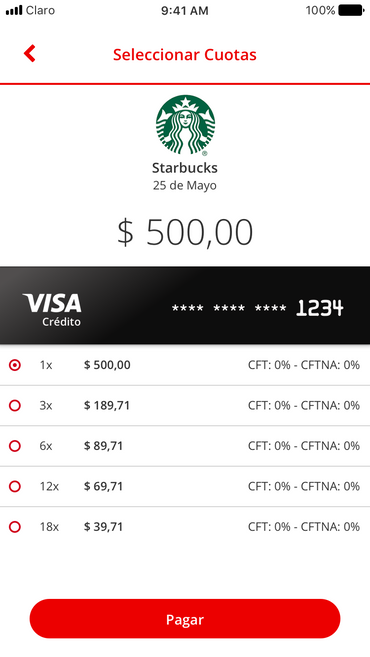 Claro 9:41 AM 100%
Seleccionar Cuotas
Starbucks
25 de Mayo
$ 500,00
VISA
Crédito
**** **** **** 1234
1x $ 500,00 CFT: 0% - CFTNA: 0%
3x $ 189,71 CFT: 0% - CFTNA: 0%
6x $ 89,71 CFT: 0% - CFTNA: 0%
12x $ 69,71 CFT: 0% - CFTNA: 0%
18x $ 39,71 CFT: 0% - CFTNA: 0%
Pagar